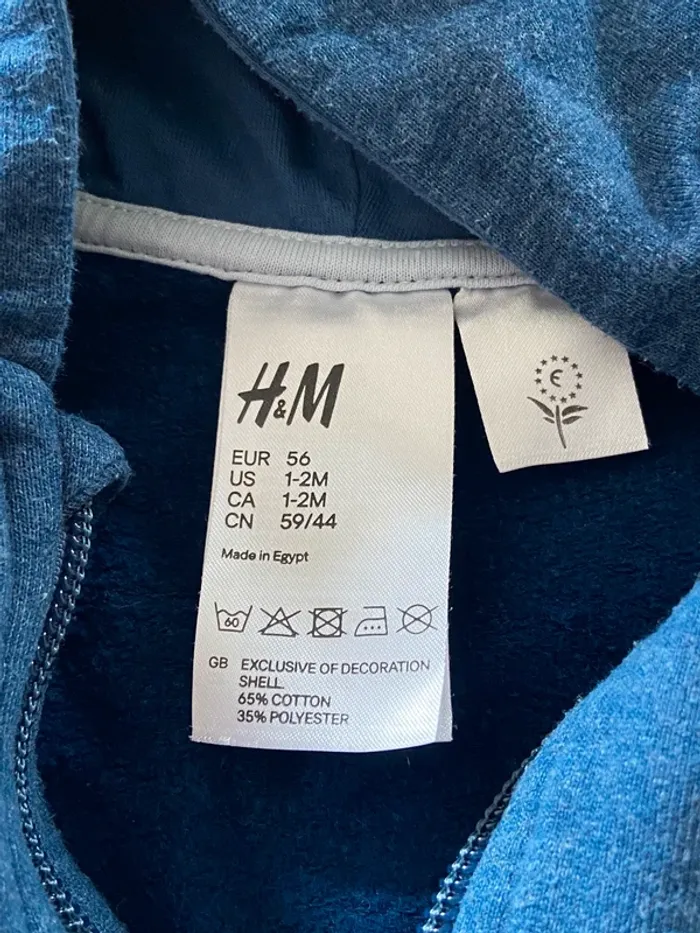 H&M
EUR 56
US 1-2M
CA 1-2M
CN 59/44
Made in Egypt
60
GB EXCLUSIVE OF DECORATION
SHELL
65% COTTON
35% POLYESTER
€